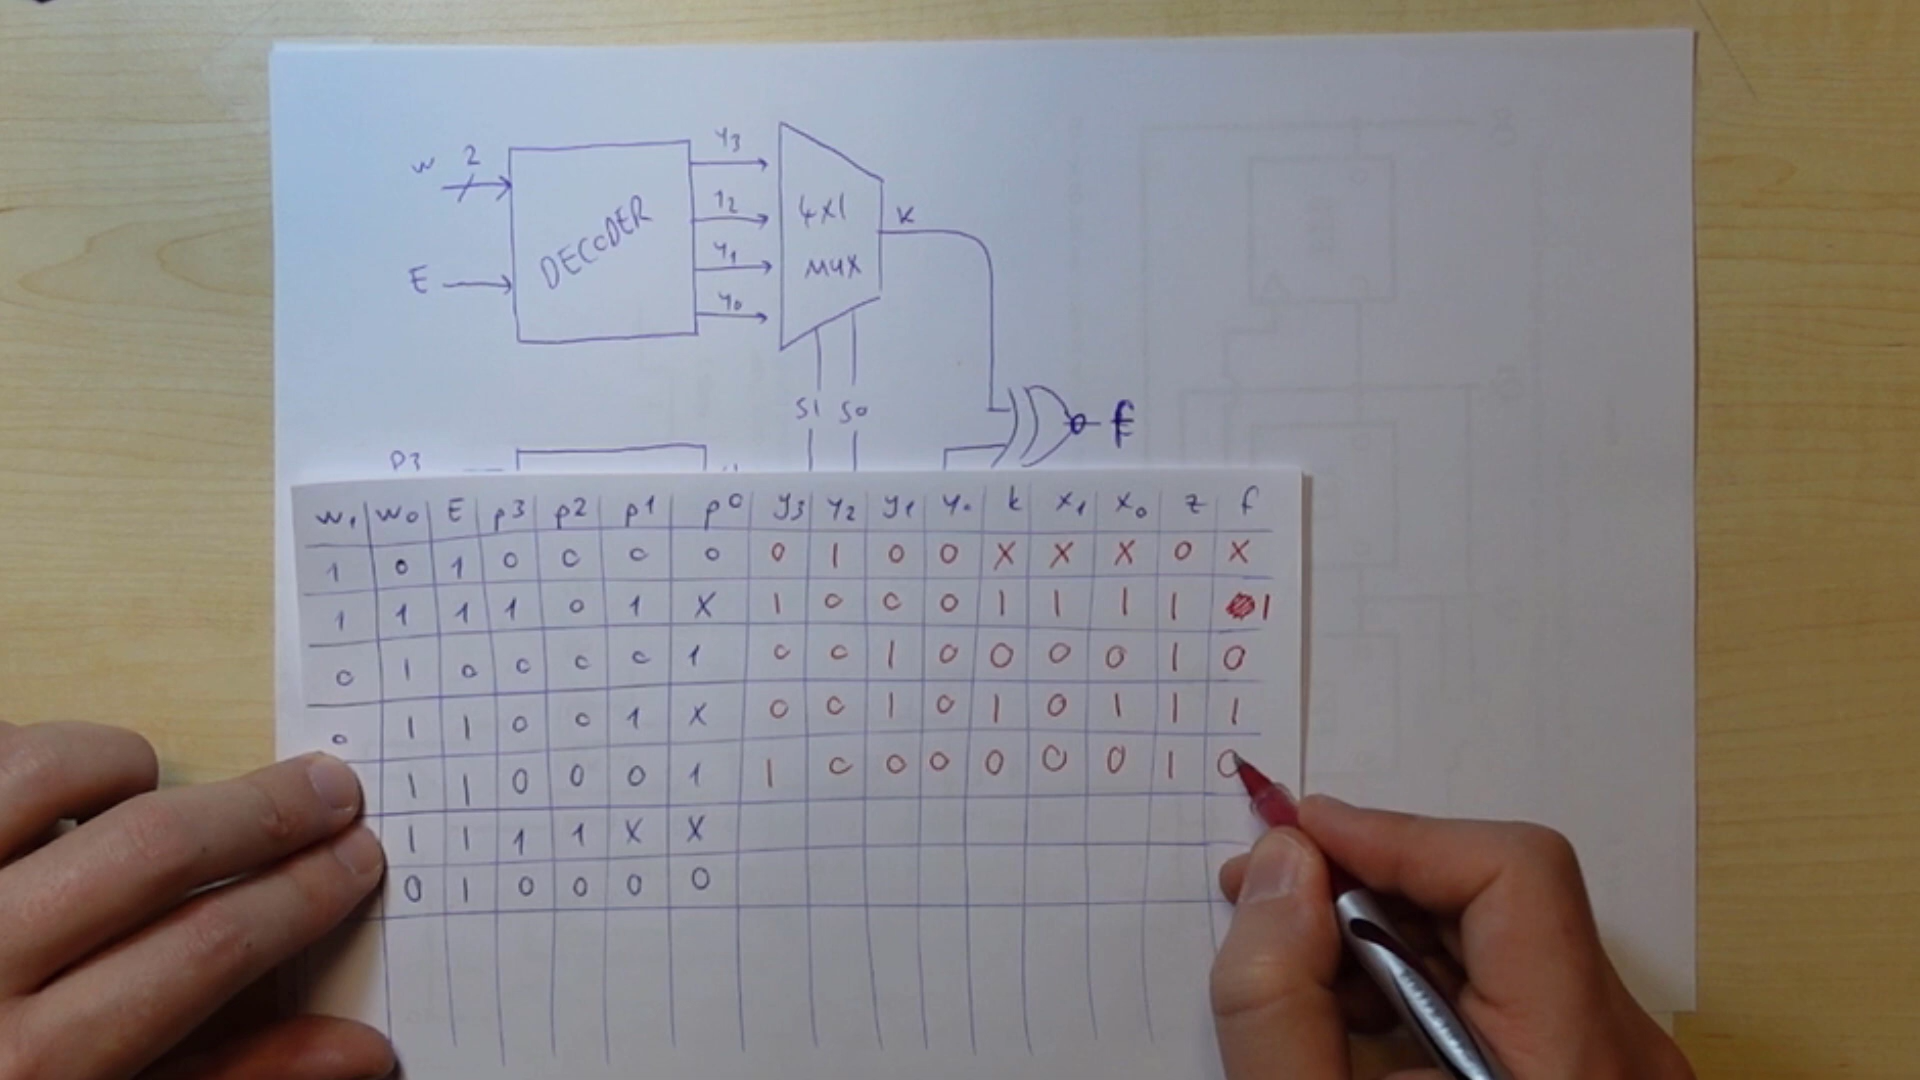 w 2
E
DECODER
y3
y2
y1
y0
4x1
MUX
k
S1 S0
f
P3
w1 w0 E p3 p2 p1 p0 y3 y2 y1 y0 k x1 x0 z f
1 0 1 0 0 0 0 0 1 0 0 X X X 0 X
1 1 1 1 0 1 X 1 0 0 0 1 1 1 1 1
0 1 0 0 0 0 1 0 0 1 0 0 0 0 1 0
0 1 1 0 0 1 X 0 0 1 0 1 0 1 1 1
1 1 0 0 0 1 1 0 0 0 0 0 0 1 0
1 1 1 1 X X
0 1 0 0 0 0